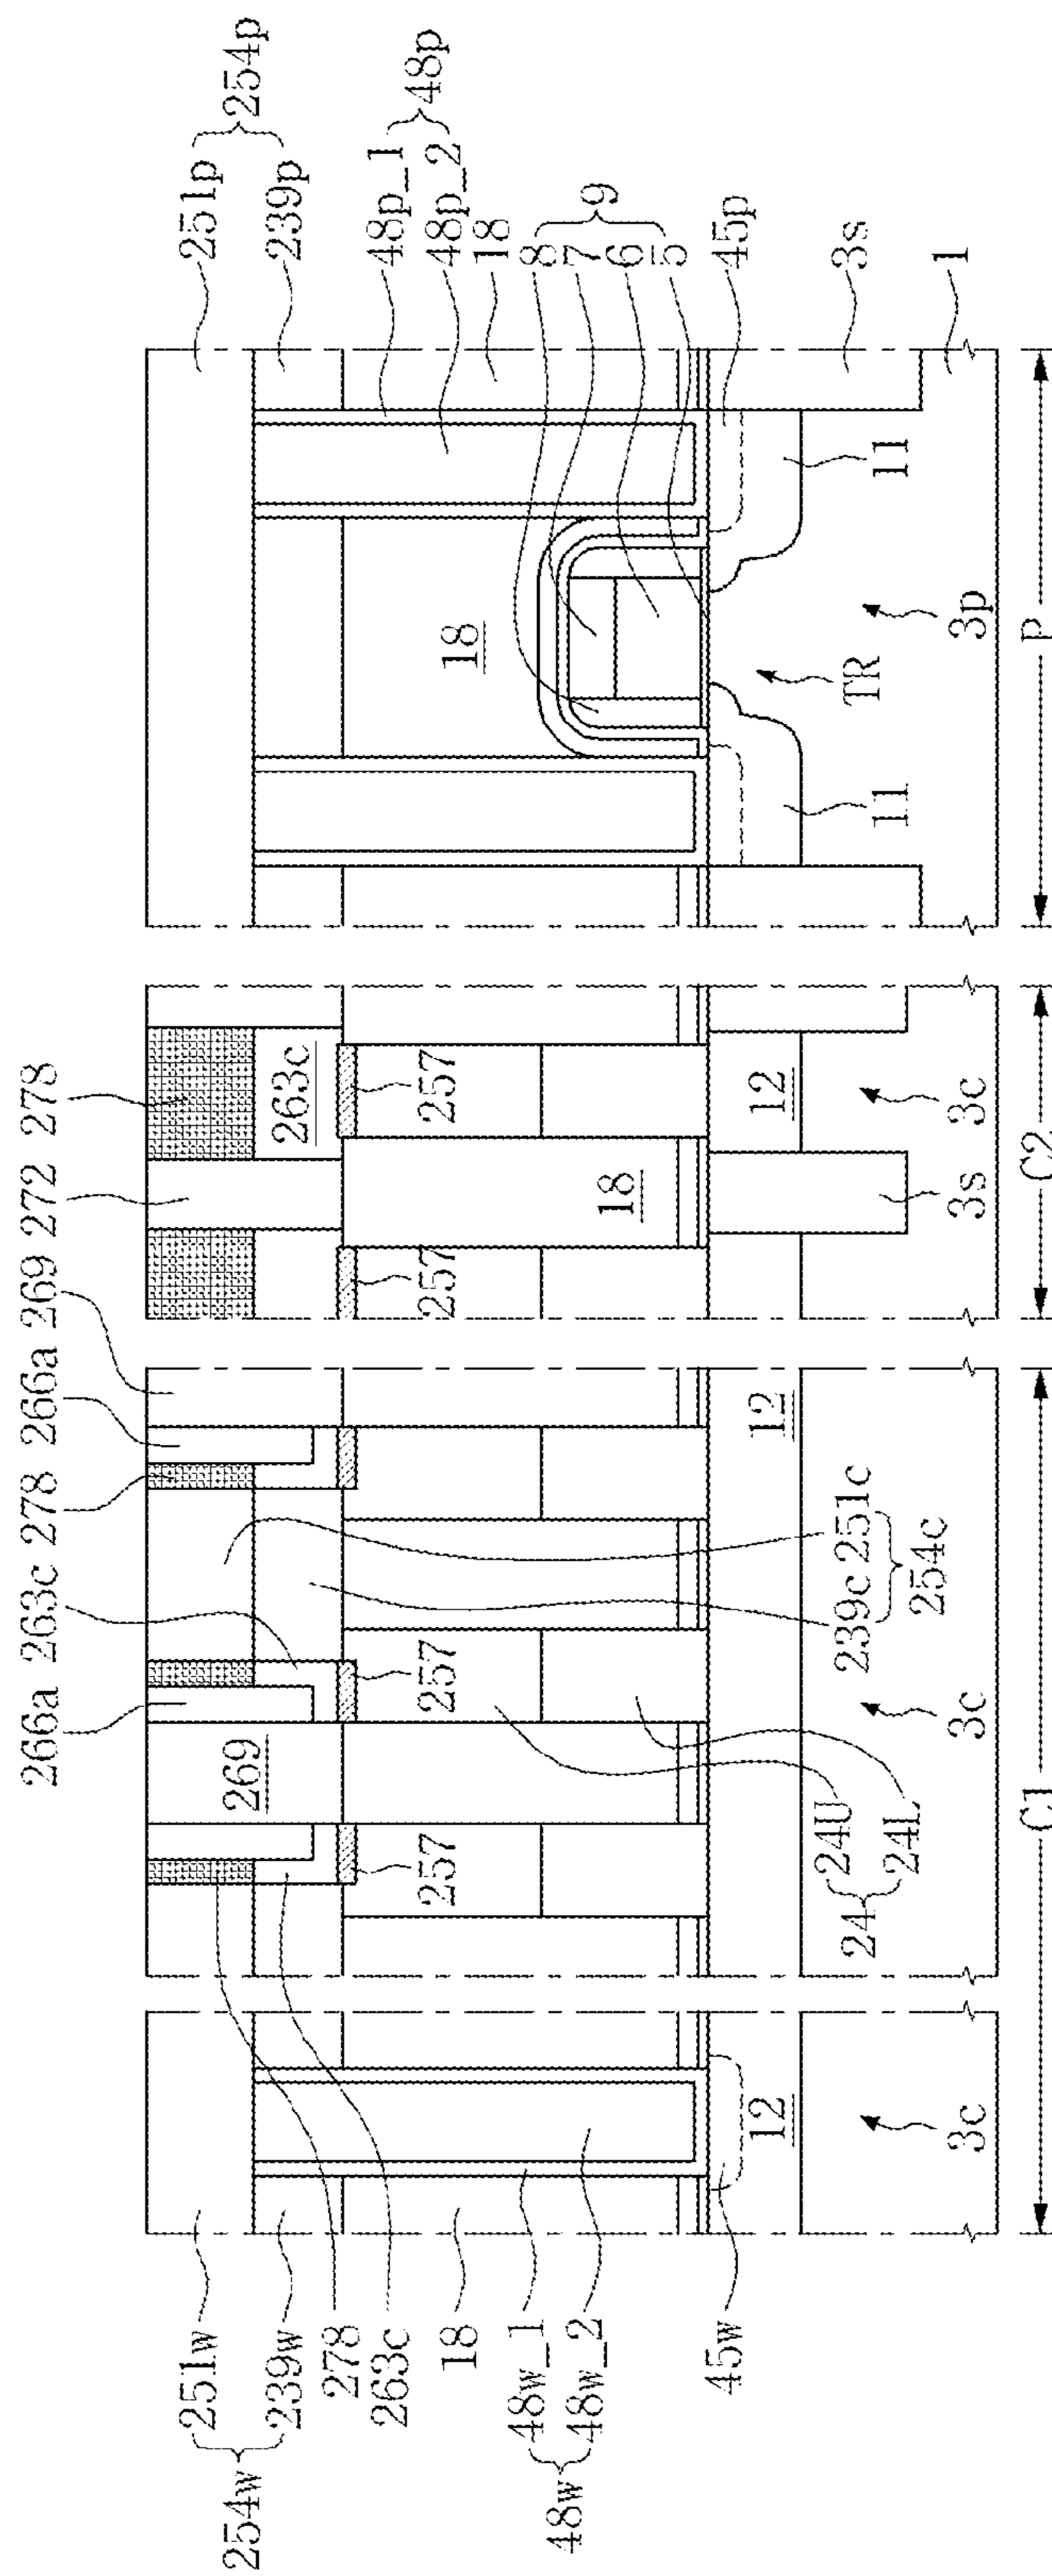 251w
254w
239w
278
263c
18
48w_1
48w
48w_2
45w
266a 263c 278 266a 269 272 278
251p
254p
239p
48p_1
48p
48p_2
18
8
7
9
6
5
45p
3s
1
269
263c
18
18
257
257
257
257
12
12
12
24U
24
24L
239c 251c
254c
3c
3c
3s
3c
11
11
TR
3p
C1
C2
P